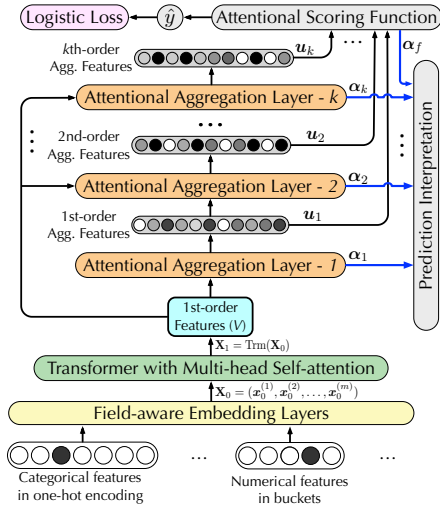 Logistic Loss
ŷ
Attentional Scoring Function
kth-order
Agg. Features
u_k
...
α_f
Attentional Aggregation Layer - k
α_k
...
...
2nd-order
Agg. Features
u_2
Attentional Aggregation Layer - 2
α_2
1st-order
Agg. Features
u_1
Attentional Aggregation Layer - 1
α_1
Prediction Interpretation
1st-order
Features (V)
X_1 = Trm(X_0)
Transformer with Multi-head Self-attention
X_0 = (x_0^{(1)}, x_0^{(2)}, ..., x_0^{(m)})
Field-aware Embedding Layers
...
...
Categorical features
in one-hot encoding
Numerical features
in buckets